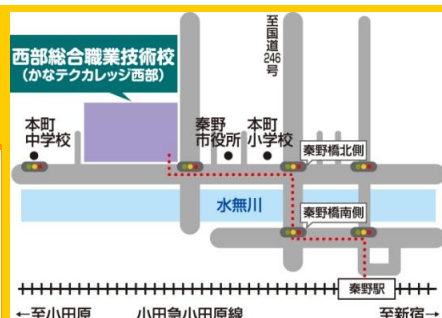 西部総合職業技術校
(かなテクカレッジ西部)
至国道246号
本町
中学校
秦野
市役所
本町
小学校
秦野橋北側
水無川
秦野橋南側
秦野駅
←至小田原
小田急小田原線
至新宿→